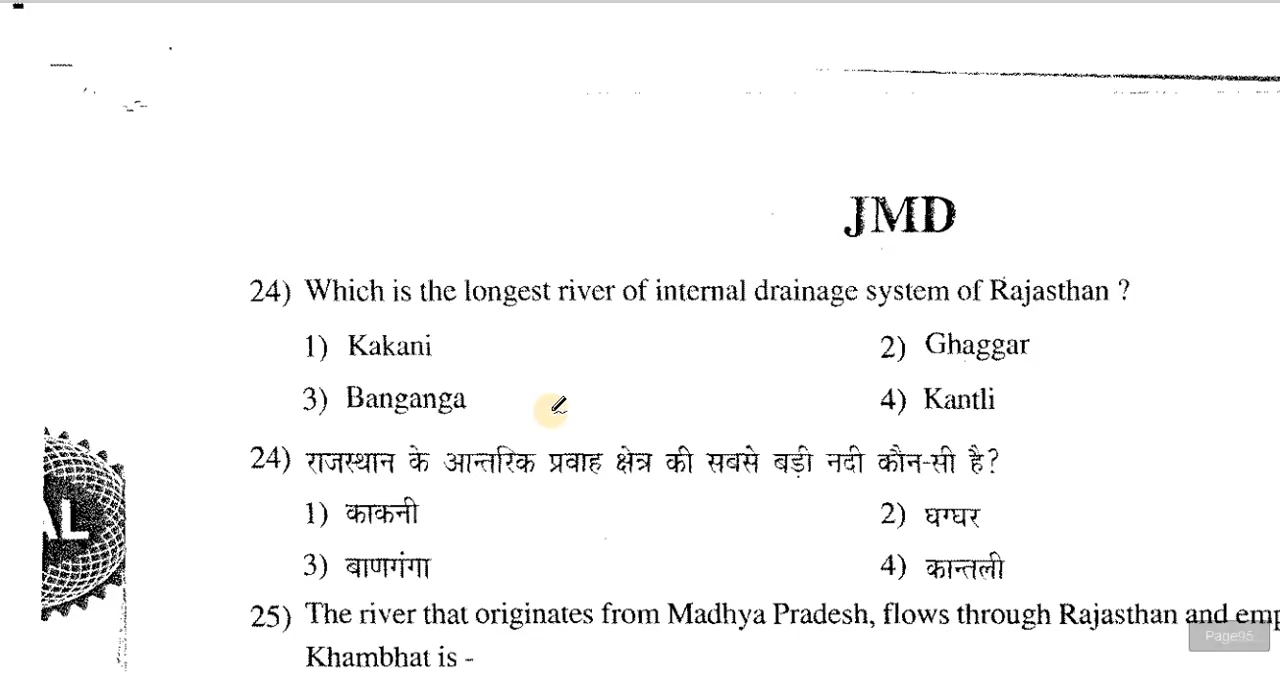 JMD
24) Which is the longest river of internal drainage system of Rajasthan ?
1) Kakani 2) Ghaggar
3) Banganga 4) Kantli
24) राजस्थान के आन्तरिक प्रवाह क्षेत्र की सबसे बड़ी नदी कौन-सी है?
1) काकनी 2) घग्घर
3) बाणगंगा 4) कान्तली
AL
25) The river that originates from Madhya Pradesh, flows through Rajasthan and emp
Page95
Khambhat is -